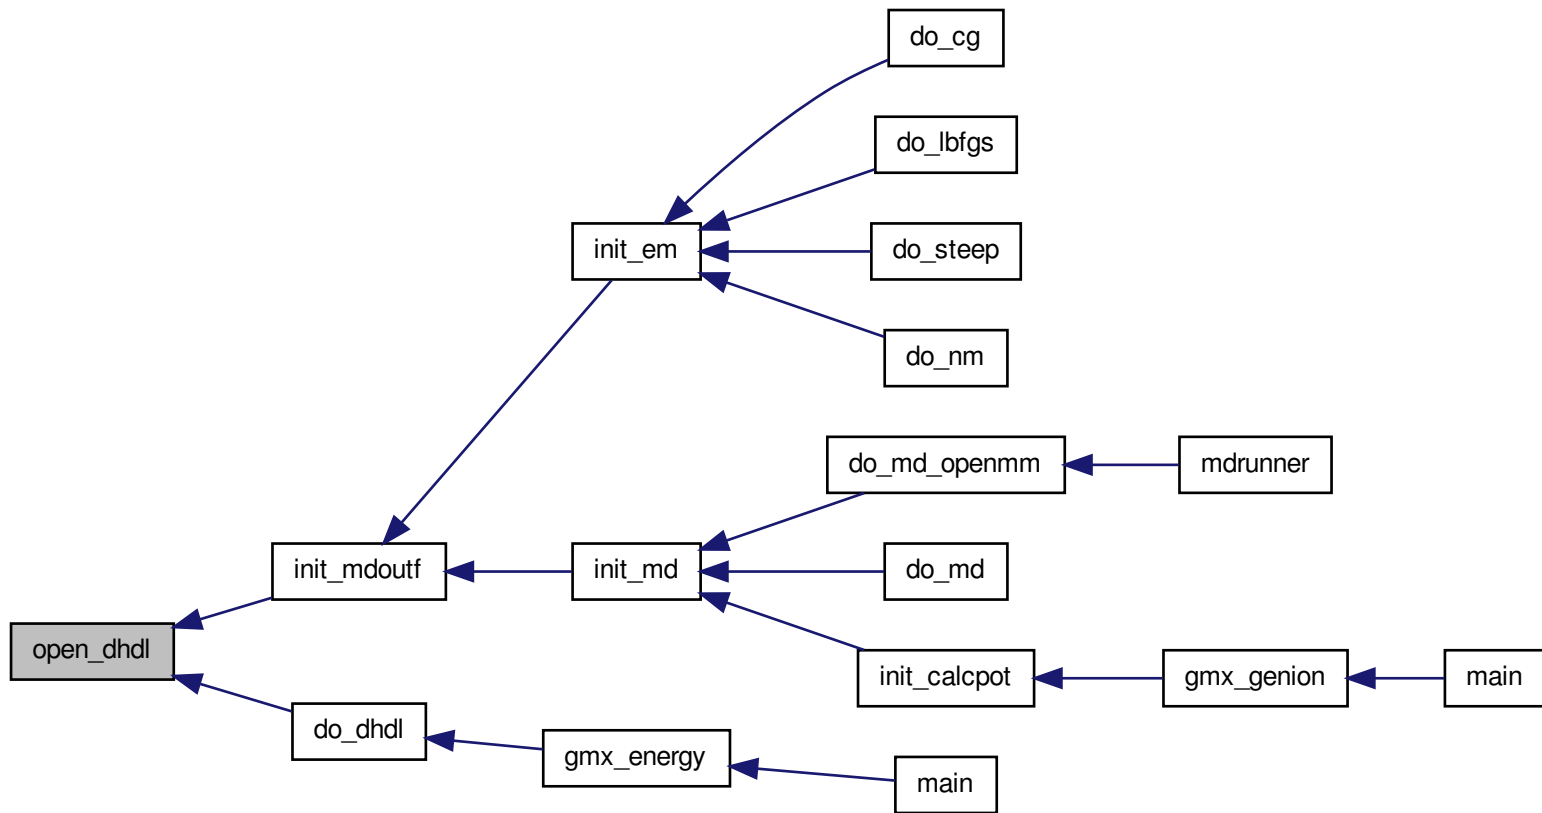 do_cg
do_lbfgs
init_em
do_steep
do_nm
do_md_openmm
mdrunner
init_mdoutf
init_md
do_md
open_dhdl
init_calcpot
gmx_genion
main
do_dhdl
gmx_energy
main